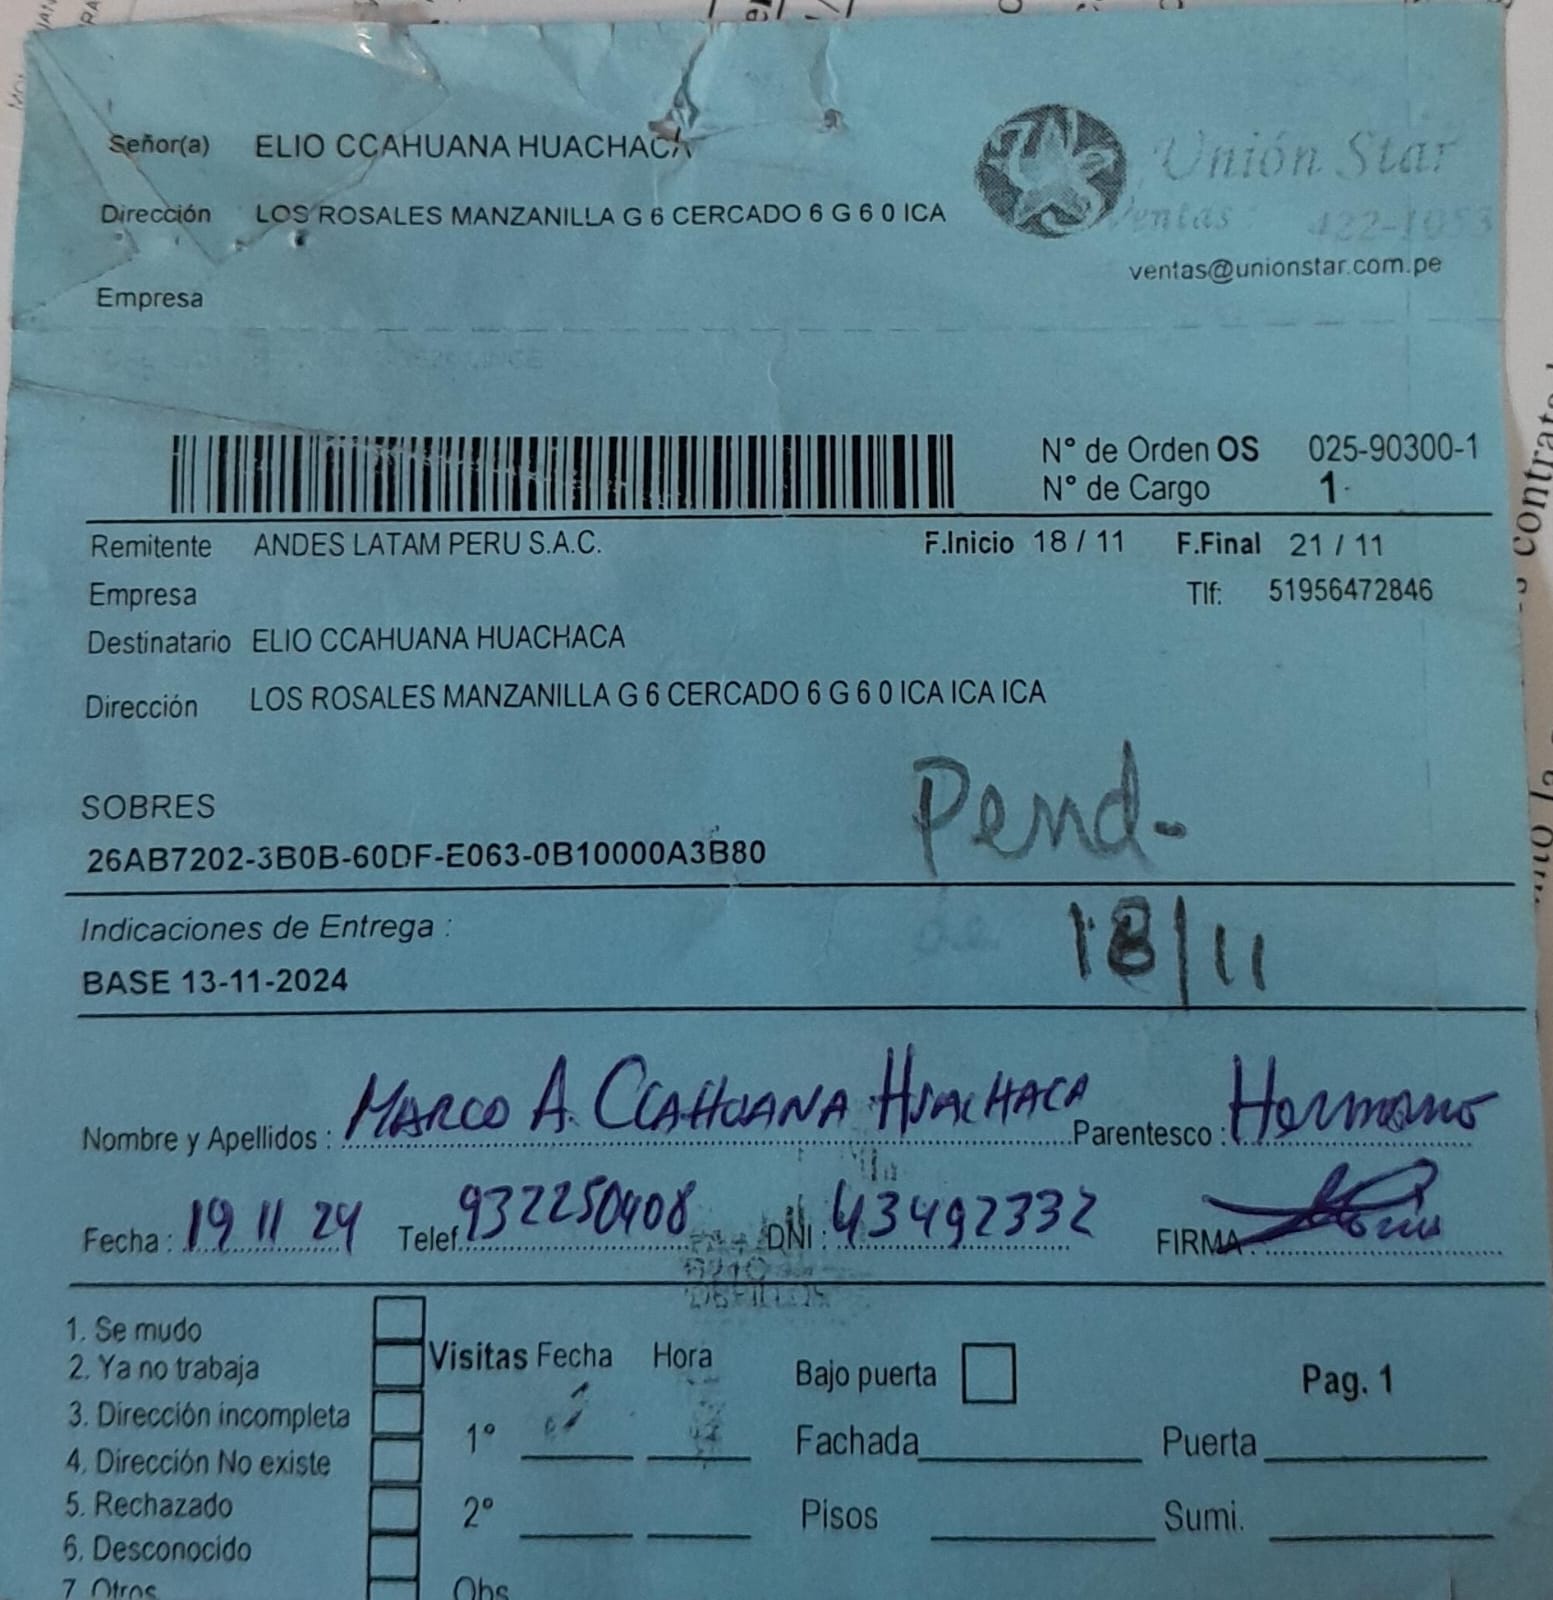 Señor(a) ELIO CCAHUANA HUACHACA
Unión Star
Dirección LOS ROSALES MANZANILLA G 6 CERCADO 6 G 6 0 ICA
Ventas : 422-1053
ventas@unionstar.com.pe
Empresa
N° de Orden OS 025-90300-1
N° de Cargo 1
Remitente ANDES LATAM PERU S.A.C. F.Inicio 18 / 11 F.Final 21 / 11
Empresa Tlf: 51956472846
Destinatario ELIO CCAHUANA HUACHACA
Dirección LOS ROSALES MANZANILLA G 6 CERCADO 6 G 6 0 ICA ICA ICA
Pend-
SOBRES
26AB7202-3B0B-60DF-E063-0B10000A3B80
Indicaciones de Entrega :
18/11
BASE 13-11-2024
Nombre y Apellidos : MARCO A. CCAHUANA HUACHACA Parentesco : Hermano
Fecha : 19 11 24 Telef. 932250408 DNI : 43492332 FIRMA :
1. Se mudo
2. Ya no trabaja
Visitas Fecha Hora Bajo puerta Pag. 1
3. Dirección incompleta
1° Fachada Puerta
4. Dirección No existe
5. Rechazado
2° Pisos Sumi.
6. Desconocido
7. Otros Obs